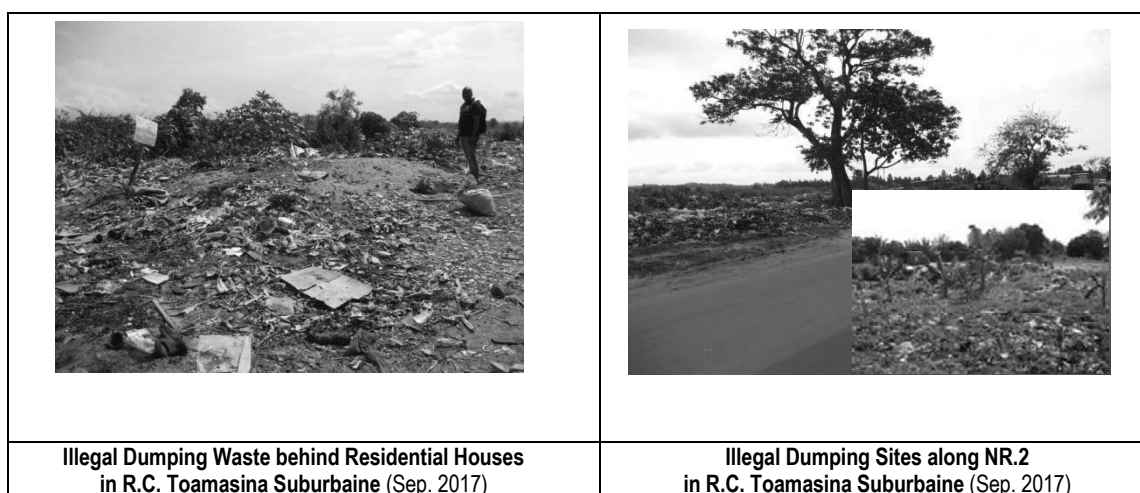 Illegal Dumping Waste behind Residential Houses
in R.C. Toamasina Suburbaine (Sep. 2017)
Illegal Dumping Sites along NR.2
in R.C. Toamasina Suburbaine (Sep. 2017)